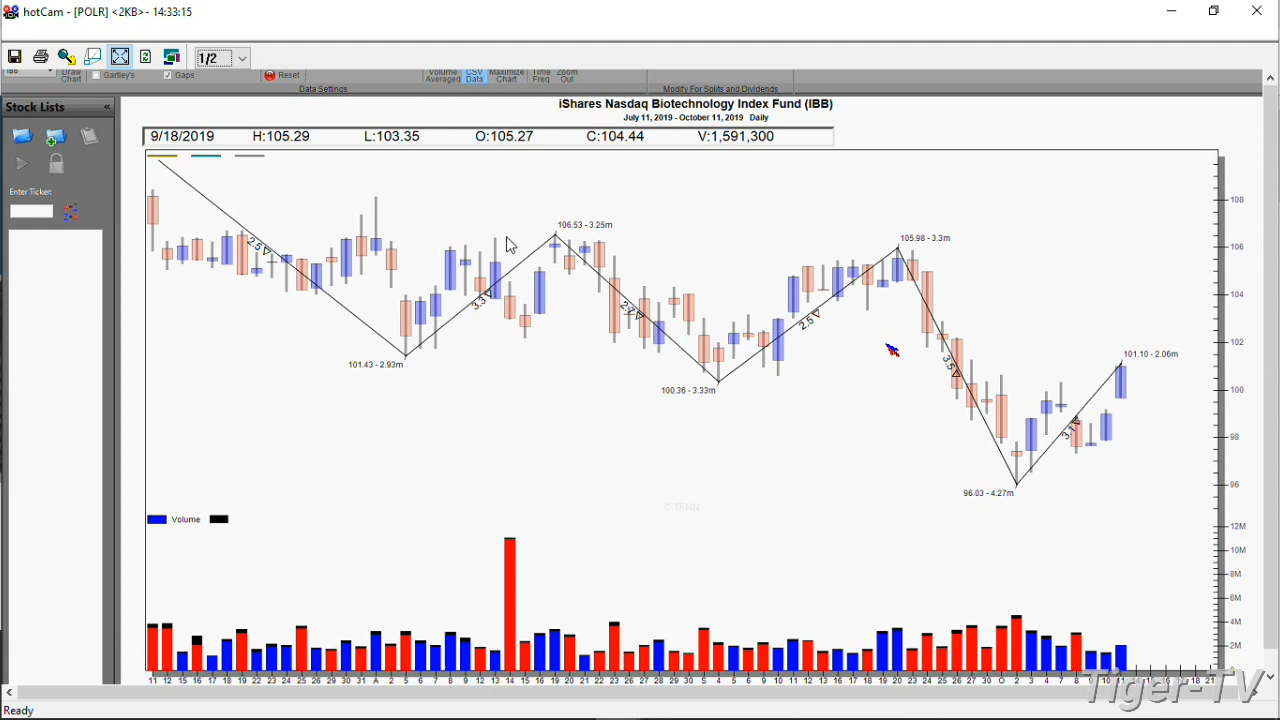 hotCam - [POLR] <2KB> - 14:33:15
1/2
IBB Draw Chart Gartley's Gaps Reset Volume Averaged CSV Data Maximize Chart Time Freq Zoom Out
Data Settings Modify For Splits and Dividends
Stock Lists «
Enter Ticker:
iShares Nasdaq Biotechnology Index Fund (IBB)
July 11, 2019 - October 11, 2019 Daily
9/18/2019 H:105.29 L:103.35 O:105.27 C:104.44 V:1,591,300
106.53 - 3.25m
105.98 - 3.3m
101.43 - 2.93m
100.36 - 3.33m
101.10 - 2.06m
96.03 - 4.27m
2.5
3.3
2.7
2.5
3.5
3.1
108
106
104
102
100
98
96
© TFNN
Volume
12M
10M
8M
6M
4M
2M
11 12 15 16 17 18 19 22 23 24 25 26 29 30 31 A 2 5 6 7 8 9 12 13 14 15 16 19 20 21 22 23 26 27 28 29 30 S 4 5 6 9 10 11 12 13 16 17 18 19 20 23 24 25 26 27 30 O 2 3 4 7 8 9 10 11
17 18 21
Tiger-TV
Ready